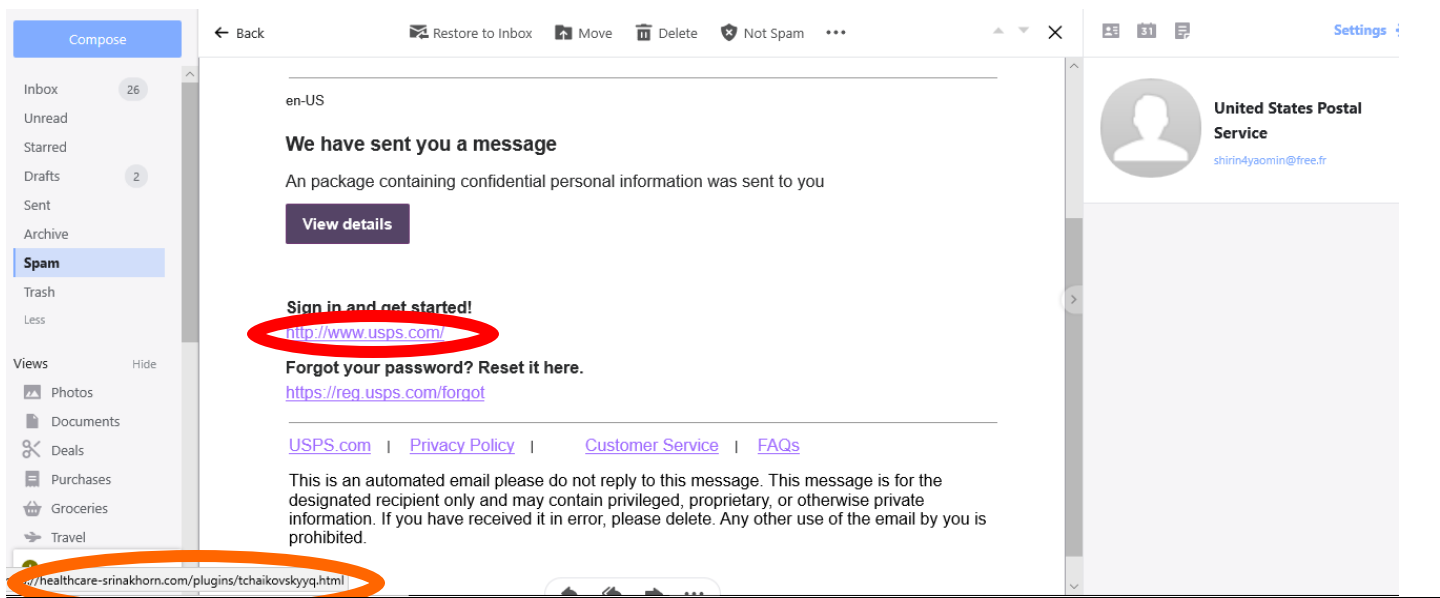 Compose
Back
Restore to Inbox
Move
Delete
Not Spam
31
Settings
Inbox 26
Unread
Starred
Drafts 2
Sent
Archive
Spam
Trash
Less
Views Hide
Photos
Documents
Deals
Purchases
Groceries
Travel
en-US
We have sent you a message
An package containing confidential personal information was sent to you
View details
Sign in and get started!
http://www.usps.com/
Forgot your password? Reset it here.
https://reg.usps.com/forgot
USPS.com | Privacy Policy | Customer Service | FAQs
This is an automated email please do not reply to this message. This message is for the
designated recipient only and may contain privileged, proprietary, or otherwise private
information. If you have received it in error, please delete. Any other use of the email by you is
prohibited.
United States Postal
Service
shirin4yaomin@free.fr
//healthcare-srinakhorn.com/plugins/tchaikovskyyq.html